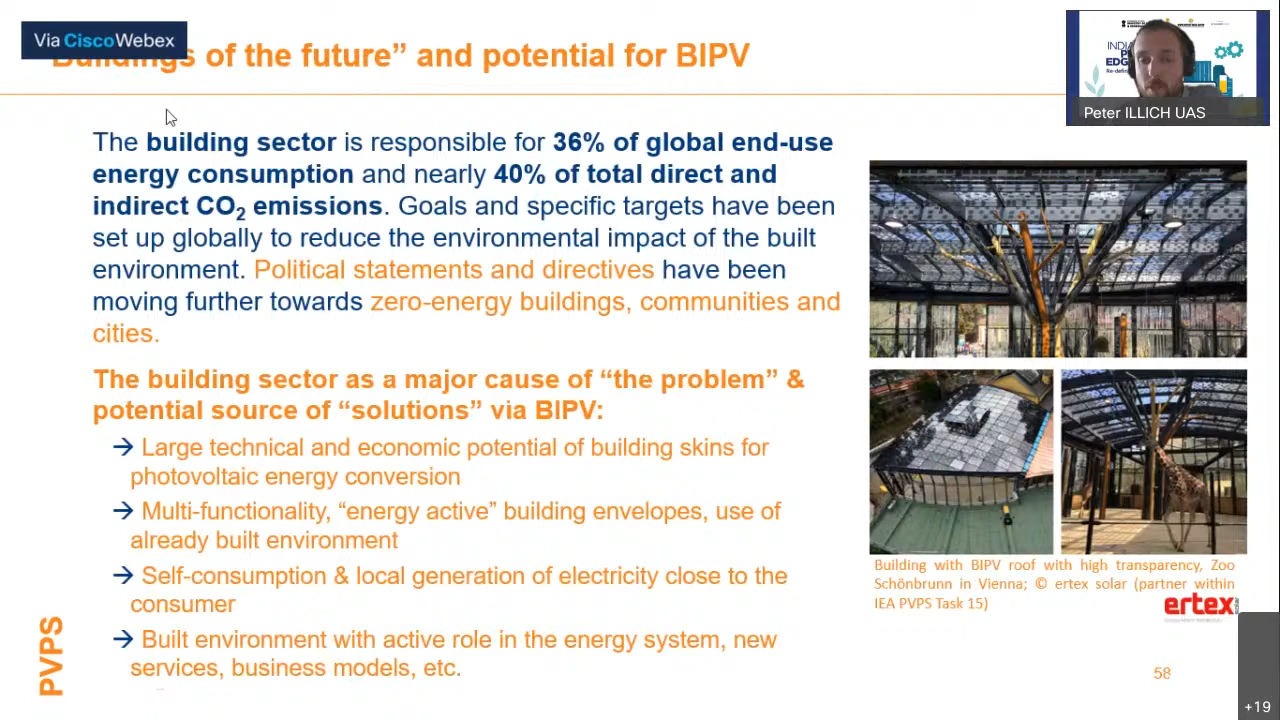 Via CiscoWebex
Buildings of the future” and potential for BIPV
INDIA
Peter ILLICH UAS
The building sector is responsible for 36% of global end-use
energy consumption and nearly 40% of total direct and
indirect CO2 emissions. Goals and specific targets have been
set up globally to reduce the environmental impact of the built
environment. Political statements and directives have been
moving further towards zero-energy buildings, communities and
cities.
The building sector as a major cause of “the problem” &
potential source of “solutions” via BIPV:
→ Large technical and economic potential of building skins for
photovoltaic energy conversion
→ Multi-functionality, “energy active” building envelopes, use of
already built environment
→ Self-consumption & local generation of electricity close to the
consumer
→ Built environment with active role in the energy system, new
services, business models, etc.
Building with BIPV roof with high transparency, Zoo
Schönbrunn in Vienna; © ertex solar (partner within
IEA PVPS Task 15)
ertex solar
PVPS
58
+19